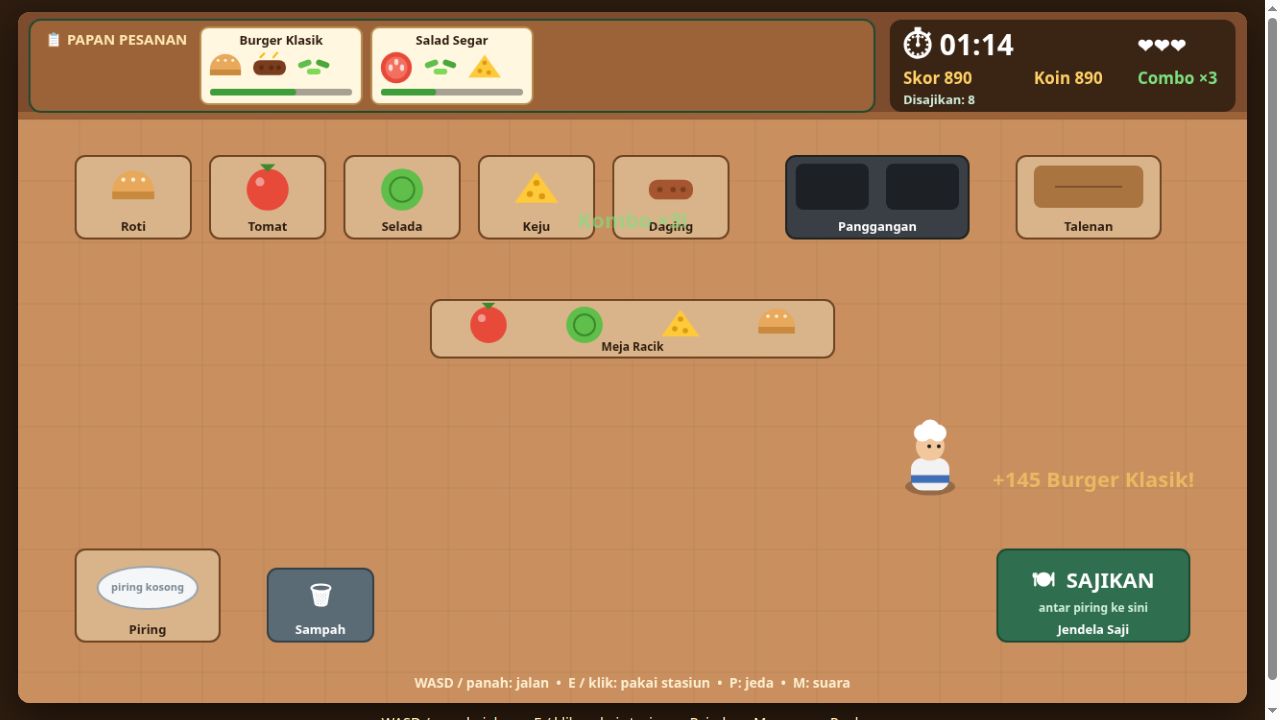 📋 PAPAN PESANAN
Burger Klasik
Salad Segar
⏱ 01:14
❤❤❤
Skor 890
Koin 890
Combo ×3
Disajikan: 8
Roti
Tomat
Selada
Keju
Daging
Panggangan
Talenan
Meja Racik
+145 Burger Klasik!
piring kosong
Piring
Sampah
🍽 SAJIKAN
antar piring ke sini
Jendela Saji
WASD / panah: jalan • E / klik: pakai stasiun • P: jeda • M: suara